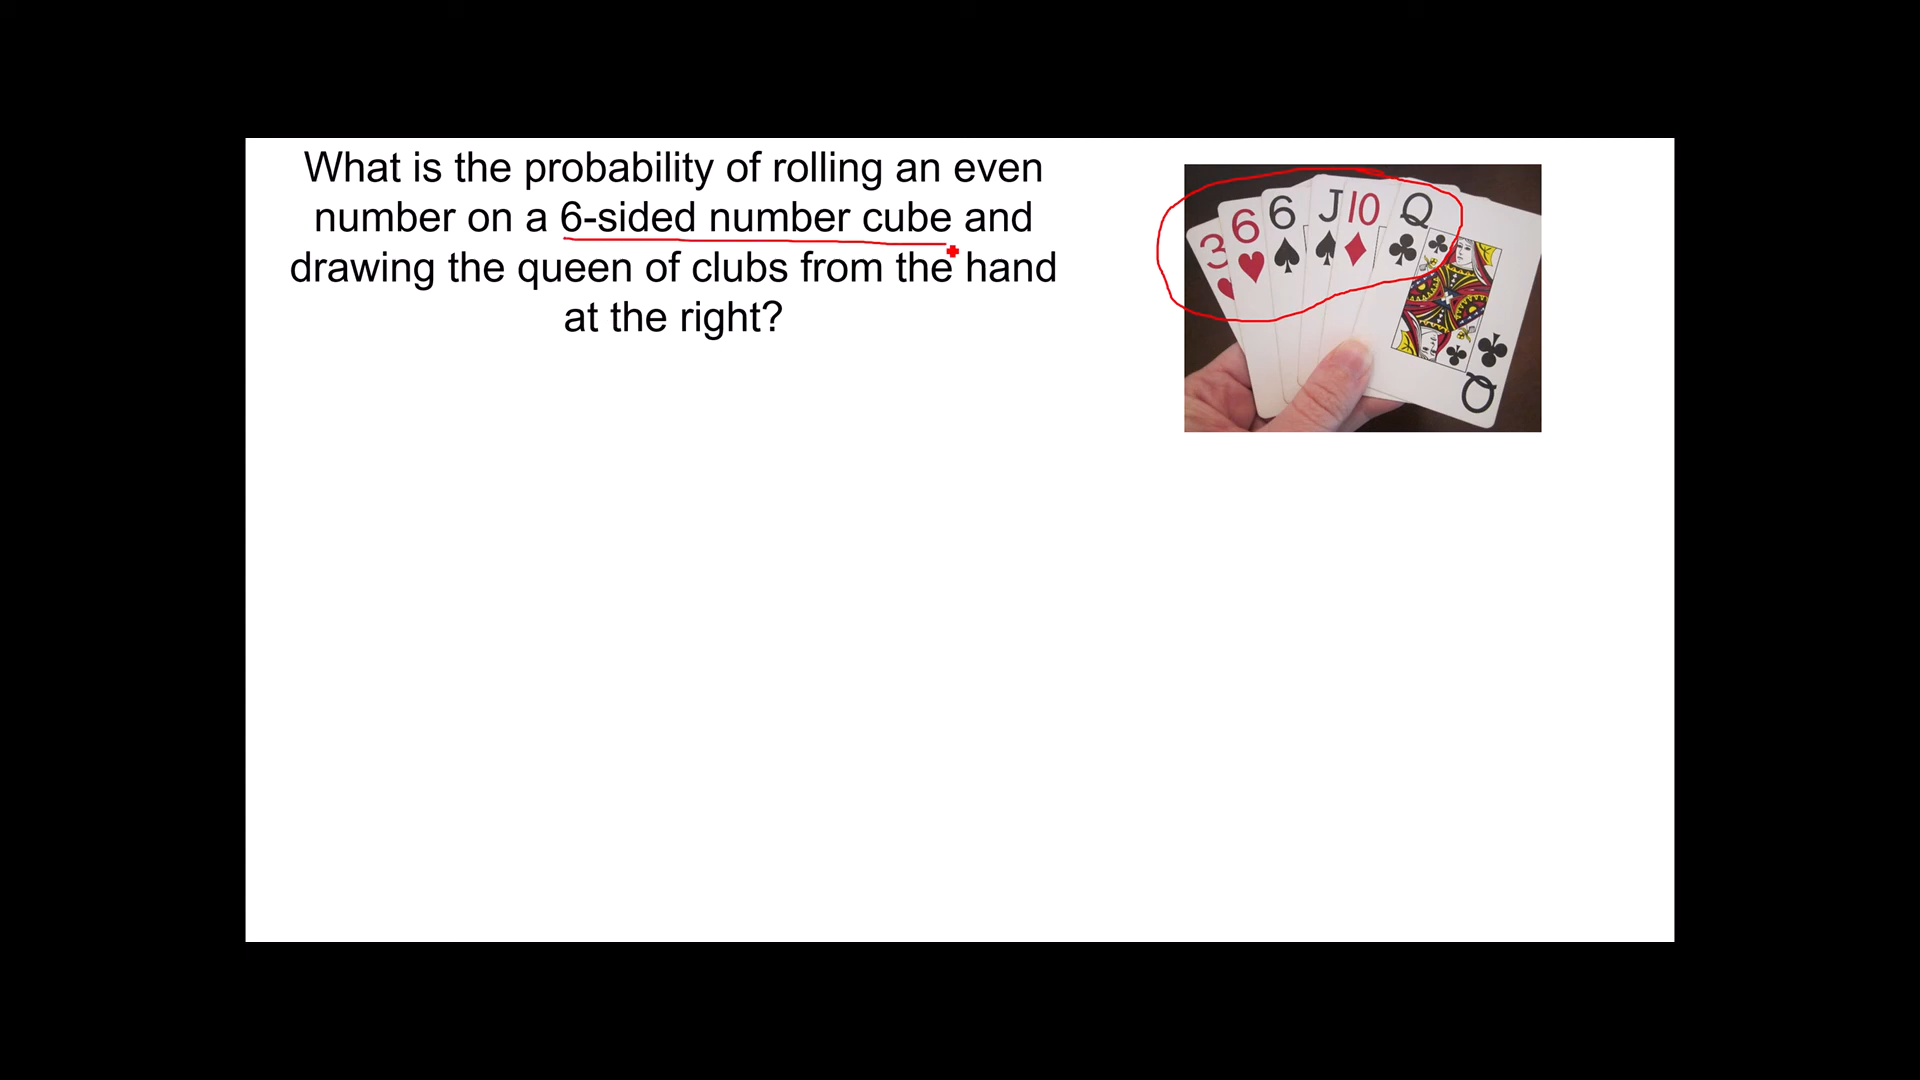 What is the probability of rolling an even
number on a 6-sided number cube and
drawing the queen of clubs from the hand
at the right?
3 6 6 J 10 Q
Q